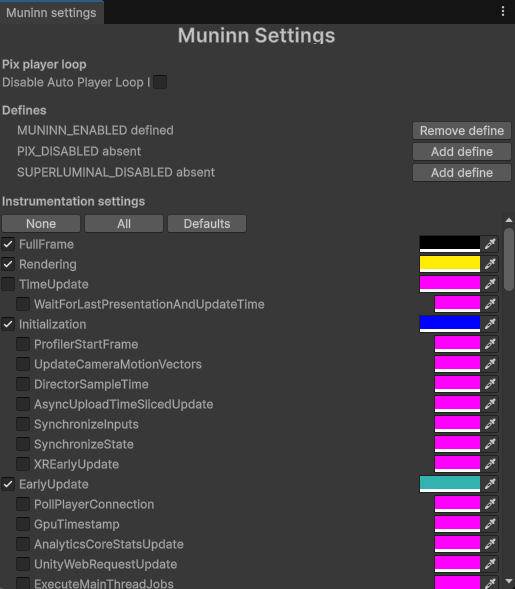 Muninn settings
Muninn Settings
Pix player loop
Disable Auto Player Loop I
Defines
MUNINN_ENABLED defined
Remove define
PIX_DISABLED absent
Add define
SUPERLUMINAL_DISABLED absent
Add define
Instrumentation settings
None All Defaults
FullFrame
Rendering
TimeUpdate
WaitForLastPresentationAndUpdateTime
Initialization
ProfilerStartFrame
UpdateCameraMotionVectors
DirectorSampleTime
AsyncUploadTimeSlicedUpdate
SynchronizeInputs
SynchronizeState
XREarlyUpdate
EarlyUpdate
PollPlayerConnection
GpuTimestamp
AnalyticsCoreStatsUpdate
UnityWebRequestUpdate
ExecuteMainThreadJobs